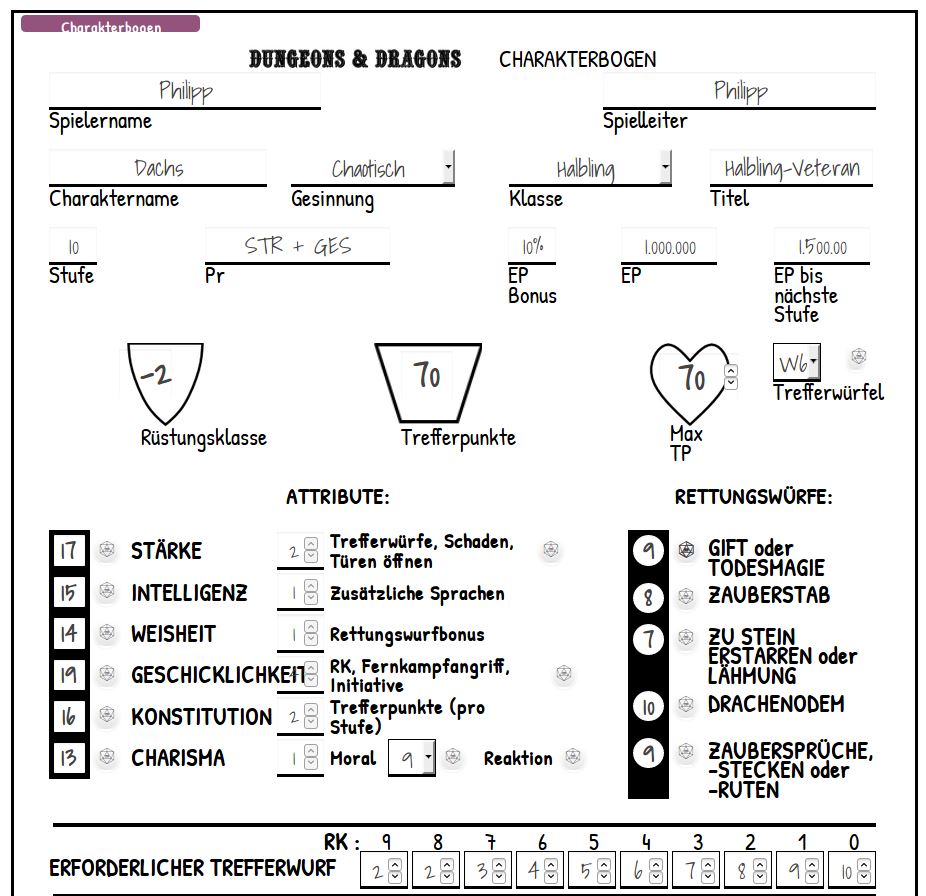 Charakterbogen
DUNGEONS & DRAGONS CHARAKTERBOGEN
Philipp Philipp
Spielername Spielleiter
Dachs Chaotisch Halbling Halbling-Veteran
Charaktername Gesinnung Klasse Titel
10 STR + GES 10% 1.000.000 1.500.00
Stufe Pr EP Bonus EP EP bis nächste Stufe
-2 70 70 W6
Rüstungsklasse Trefferpunkte Max TP Trefferwürfel
ATTRIBUTE: RETTUNGSWÜRFE:
17 STÄRKE 2 Trefferwürfe, Schaden, Türen öffnen 9 GIFT oder TODESMAGIE
15 INTELLIGENZ 1 Zusätzliche Sprachen 8 ZAUBERSTAB
14 WEISHEIT 1 Rettungswurfbonus 7 ZU STEIN ERSTARREN oder LÄHMUNG
19 GESCHICKLICHKEIT RK, Fernkampfangriff, Initiative
16 KONSTITUTION 2 Trefferpunkte (pro Stufe) 10 DRACHENODEM
13 CHARISMA 1 Moral 9 Reaktion 9 ZAUBERSPRÜCHE, -STECKEN oder -RUTEN
RK : 9 8 7 6 5 4 3 2 1 0
ERFORDERLICHER TREFFERWURF 2 2 3 4 5 6 7 8 9 10